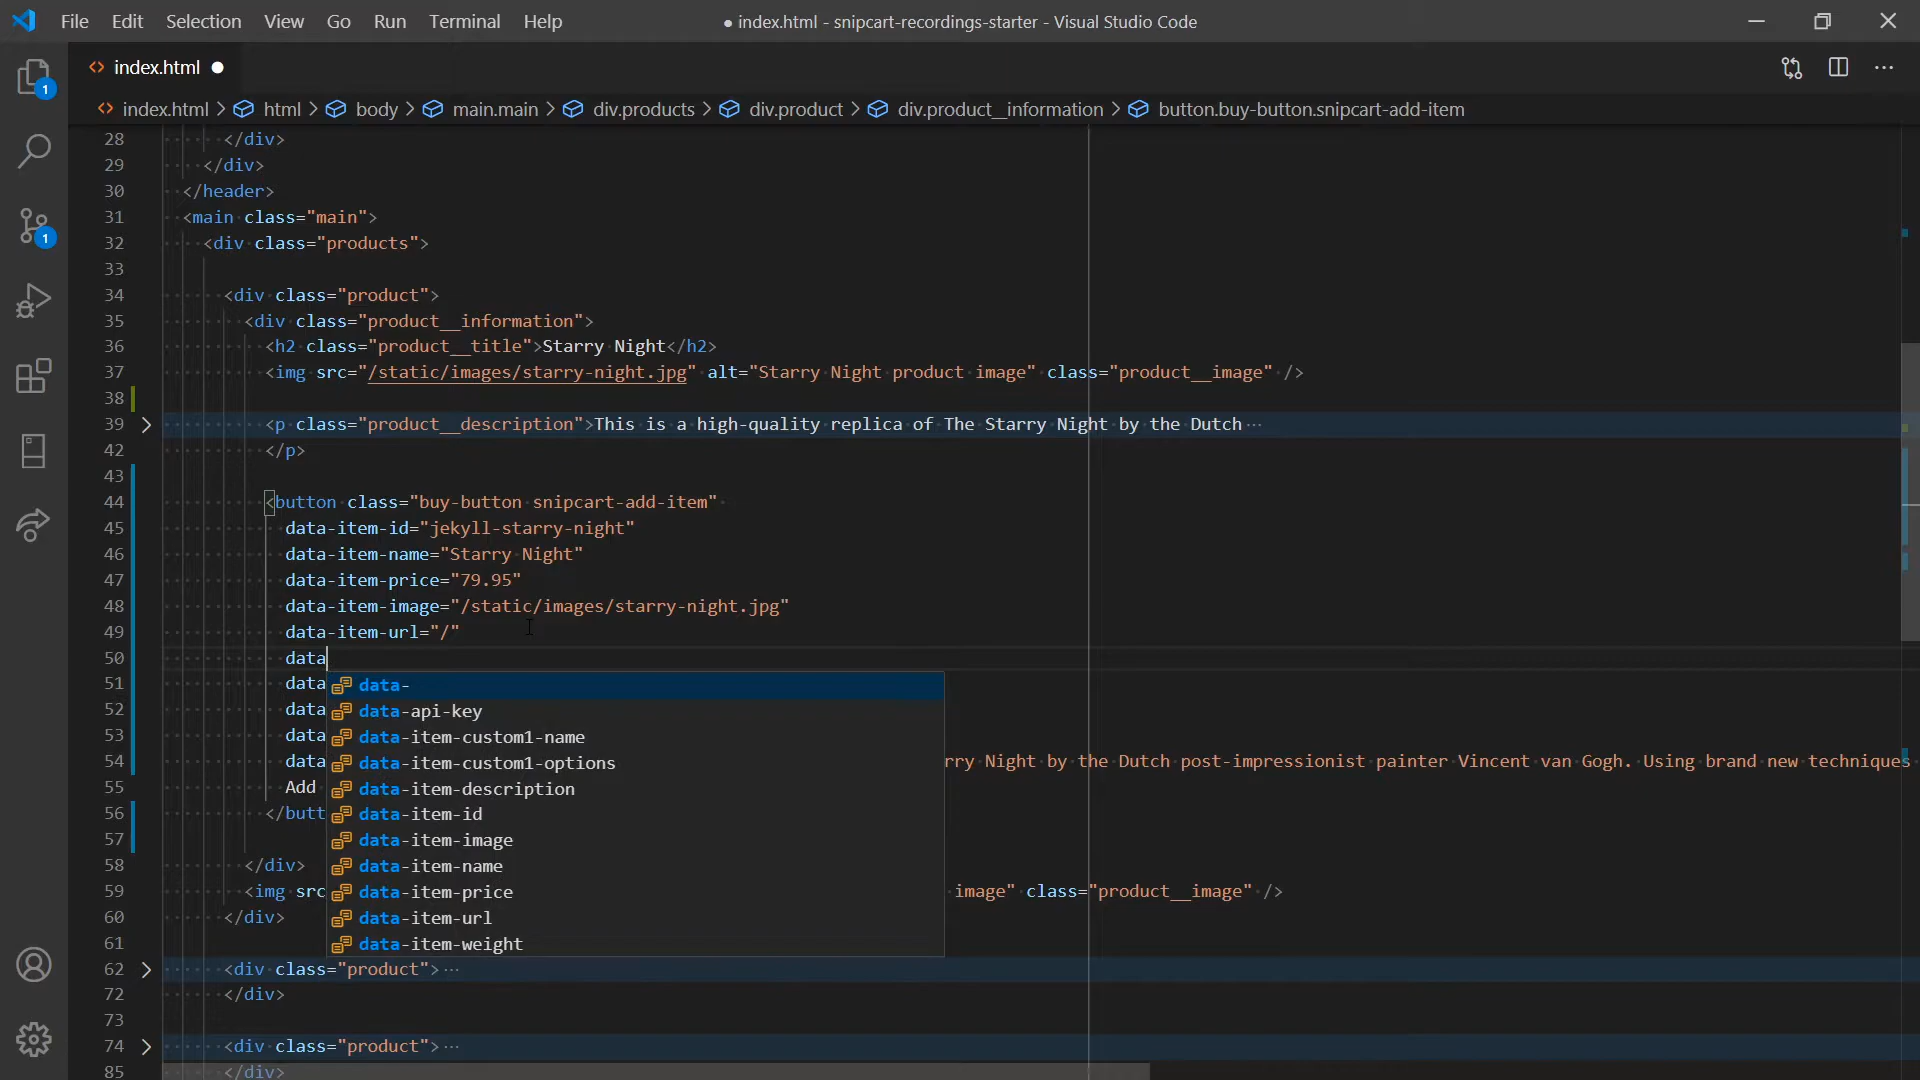 File Edit Selection View Go Run Terminal Help ● index.html - snipcart-recordings-starter - Visual Studio Code
<> index.html ●
<> index.html > html > body > main.main > div.products > div.product > div.product__information > button.buy-button.snipcart-add-item
1
1
28 </div>
29 </div>
30 </header>
31 <main class="main">
32 <div class="products">
33
34 <div class="product">
35 <div class="product__information">
36 <h2 class="product__title">Starry Night</h2>
37 <img src="/static/images/starry-night.jpg" alt="Starry Night product image" class="product__image" />
38
39 <p class="product__description">This is a high-quality replica of The Starry Night by the Dutch…
42 </p>
43
44 <button class="buy-button snipcart-add-item"
45 data-item-id="jekyll-starry-night"
46 data-item-name="Starry Night"
47 data-item-price="79.95"
48 data-item-image="/static/images/starry-night.jpg"
49 data-item-url="/"
50 data
51 data
52 data
53 data
54 data rry Night by the Dutch post-impressionist painter Vincent van Gogh. Using brand new techniques
55 Add
56 </butt
57
58 </div>
59 <img src image" class="product__image" />
60 </div>
61
62 <div class="product">…
72 </div>
73
74 <div class="product">…
85 </div>
data-
data-api-key
data-item-custom1-name
data-item-custom1-options
data-item-description
data-item-id
data-item-image
data-item-name
data-item-price
data-item-url
data-item-weight